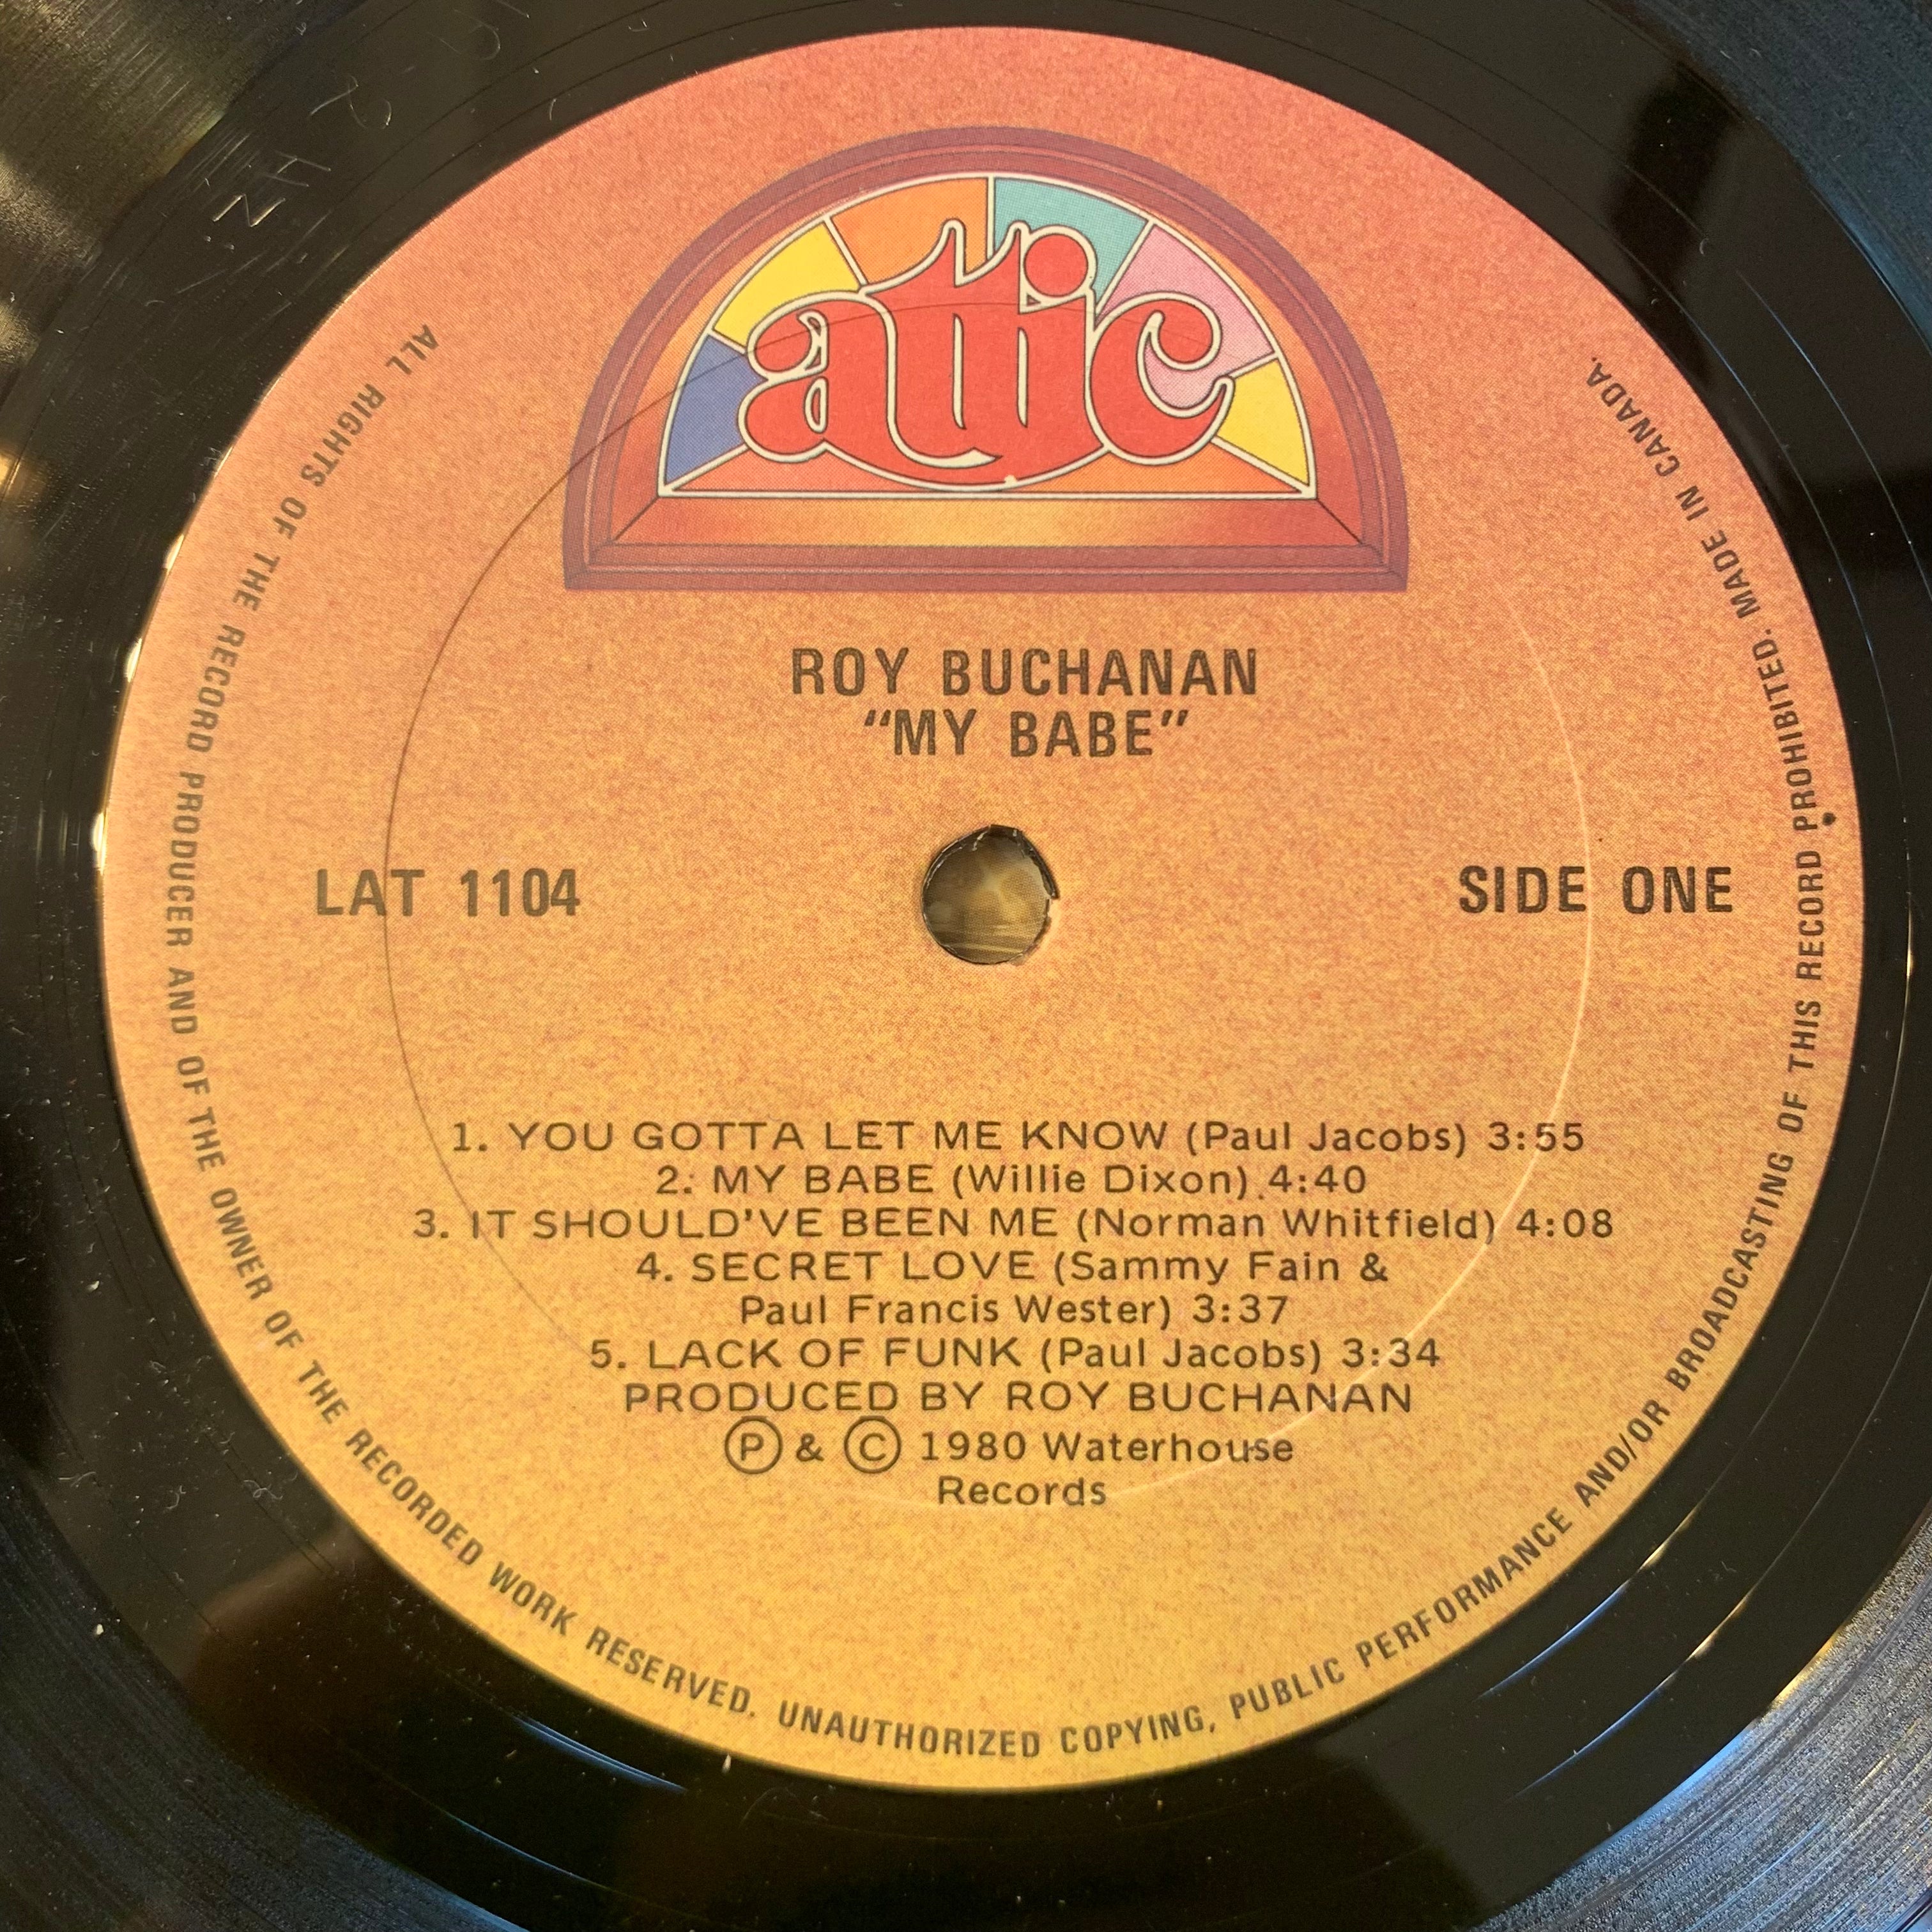 attic
ROY BUCHANAN
“MY BABE”
LAT 1104
SIDE ONE
1. YOU GOTTA LET ME KNOW (Paul Jacobs) 3:55
2. MY BABE (Willie Dixon) 4:40
3. IT SHOULD'VE BEEN ME (Norman Whitfield) 4:08
4. SECRET LOVE (Sammy Fain &
Paul Francis Wester) 3:37
5. LACK OF FUNK (Paul Jacobs) 3:34
PRODUCED BY ROY BUCHANAN
Ⓟ & Ⓒ 1980 Waterhouse
Records
ALL RIGHTS OF THE RECORD PRODUCER AND OF THE OWNER OF THE RECORDED WORK RESERVED. UNAUTHORIZED COPYING, PUBLIC PERFORMANCE AND/OR BROADCASTING OF THIS RECORD PROHIBITED. MADE IN CANADA.